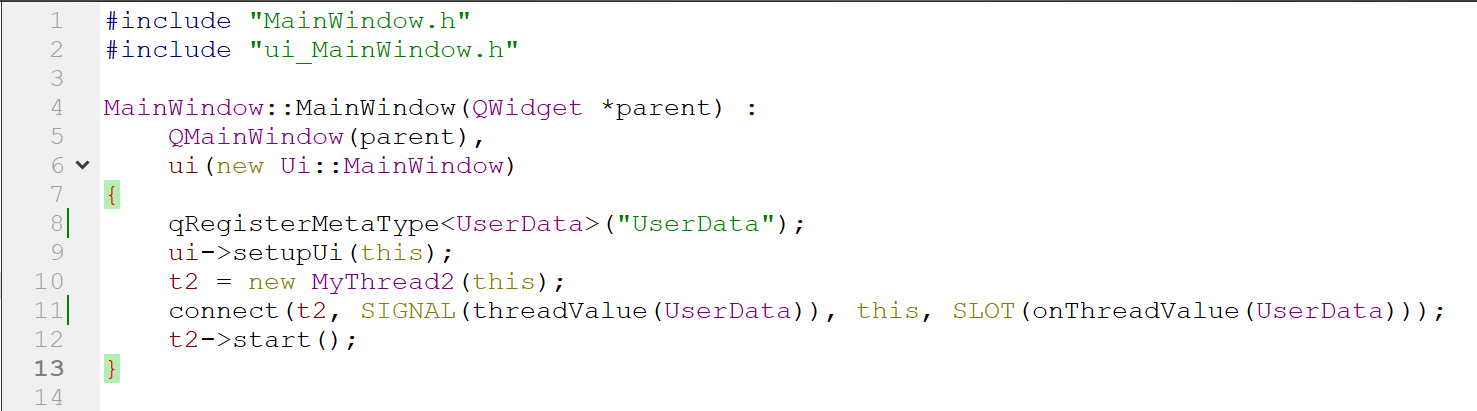 1 #include "MainWindow.h"
2 #include "ui_MainWindow.h"
3
4 MainWindow::MainWindow(QWidget *parent) :
5     QMainWindow(parent),
6     ui(new Ui::MainWindow)
7 {
8     qRegisterMetaType<UserData>("UserData");
9     ui->setupUi(this);
10     t2 = new MyThread2(this);
11     connect(t2, SIGNAL(threadValue(UserData)), this, SLOT(onThreadValue(UserData)));
12     t2->start();
13 }
14